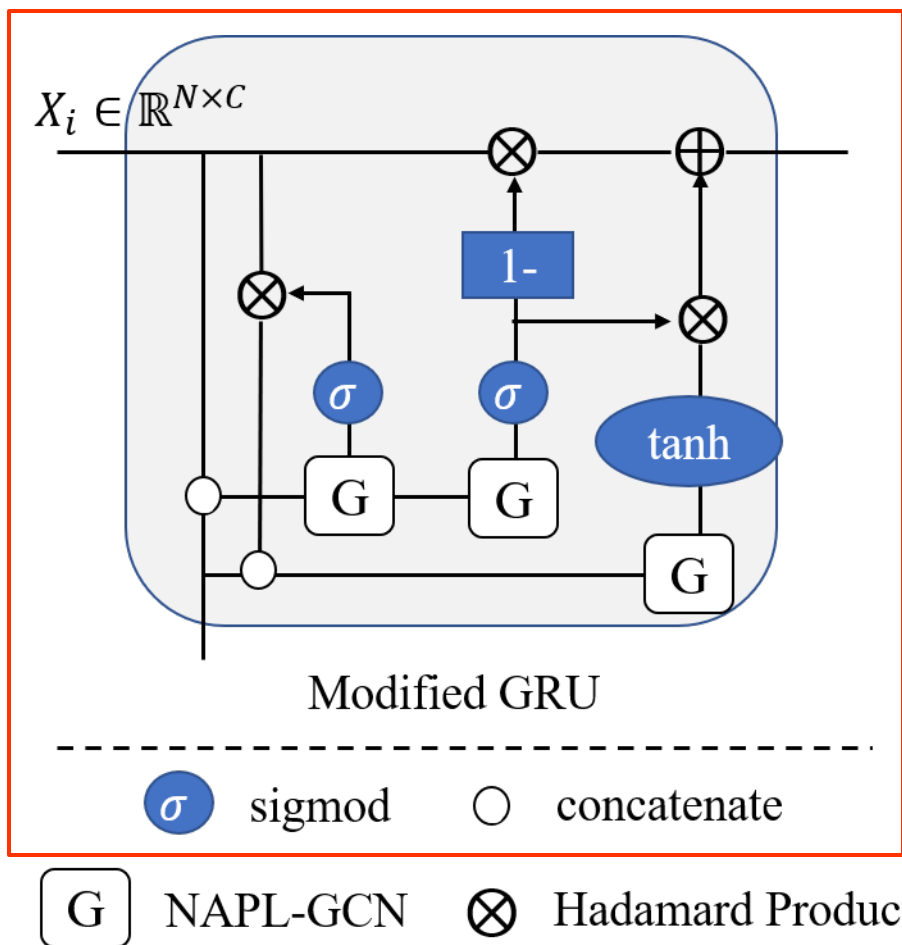 X_i ∈ ℝ^{N×C}
1-
σ
σ
tanh
G
G
G
Modified GRU
σ sigmod
concatenate
G NAPL-GCN
Hadamard Produc